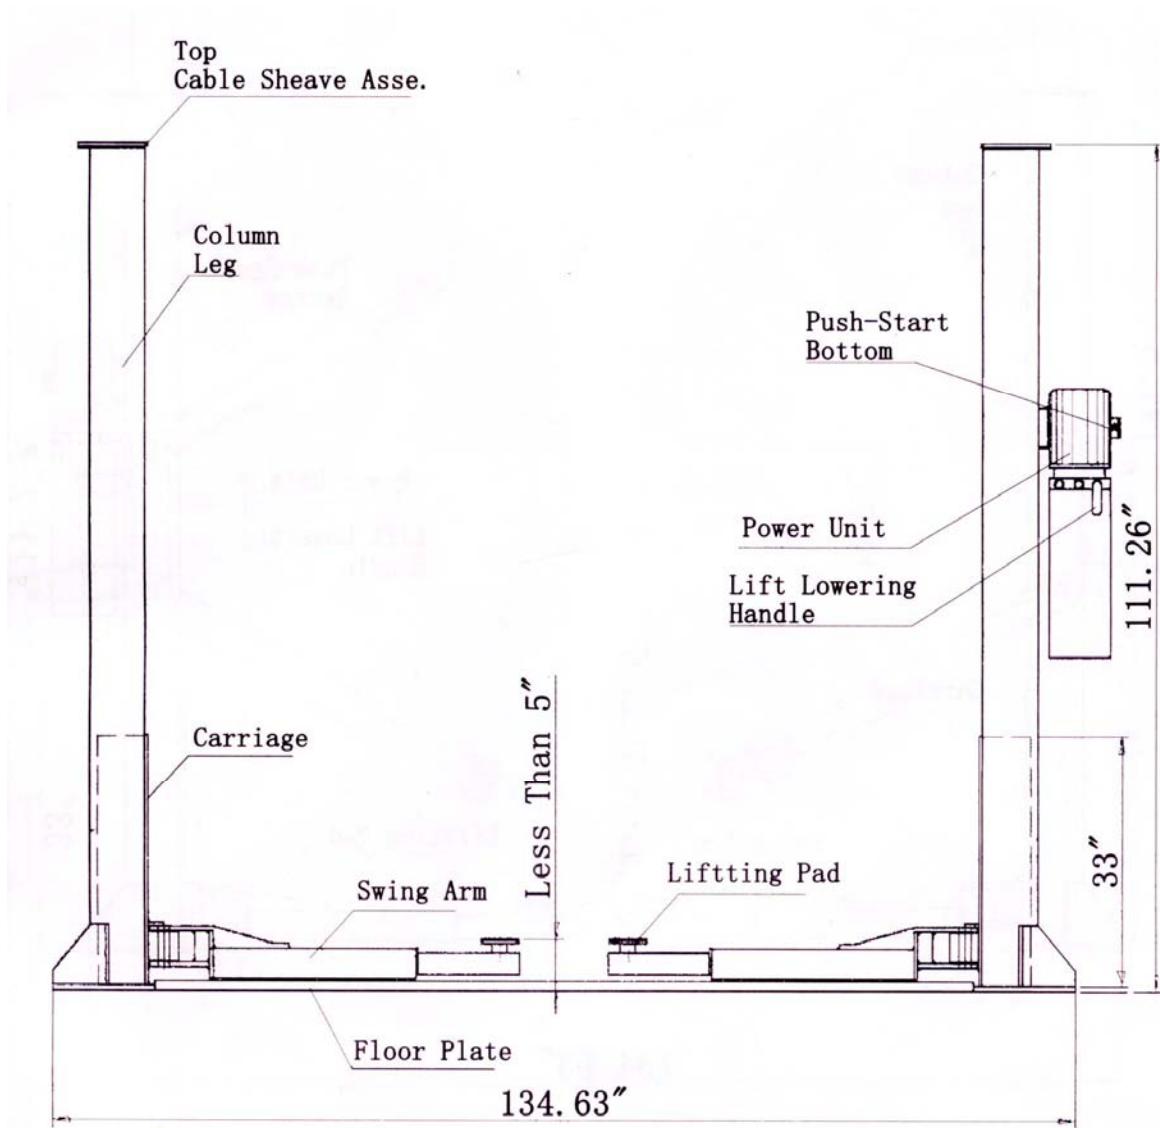 Top
Cable Sheave Asse.
Column
Leg
Push-Start
Bottom
Power Unit
Lift Lowering
Handle
111.26″
Less Than 5″
Carriage
33″
Liftting Pad
Swing Arm
Floor Plate
134.63″